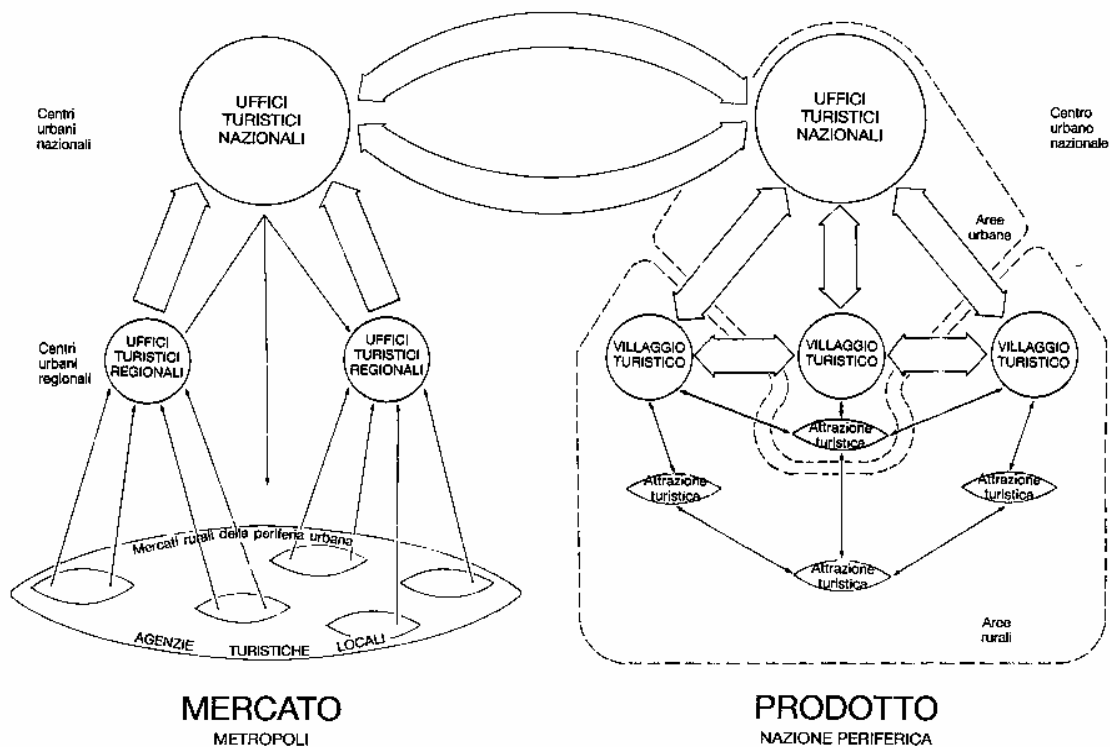 UFFICI
TURISTICI
NAZIONALI
Centri
urbani
nazionali
UFFICI
TURISTICI
REGIONALI
UFFICI
TURISTICI
REGIONALI
Centri
urbani
regionali
Mercati rurali delle periferia urbana
AGENZIE TURISTICHE LOCALI
MERCATO
METROPOLI
UFFICI
TURISTICI
NAZIONALI
Centro
urbano
nazionale
Aree
urbane
VILLAGGIO
TURISTICO
VILLAGGIO
TURISTICO
VILLAGGIO
TURISTICO
Attrazione
turistica
Attrazione
turistica
Attrazione
turistica
Attrazione
turistica
Aree
rurali
PRODOTTO
NAZIONE PERIFERICA